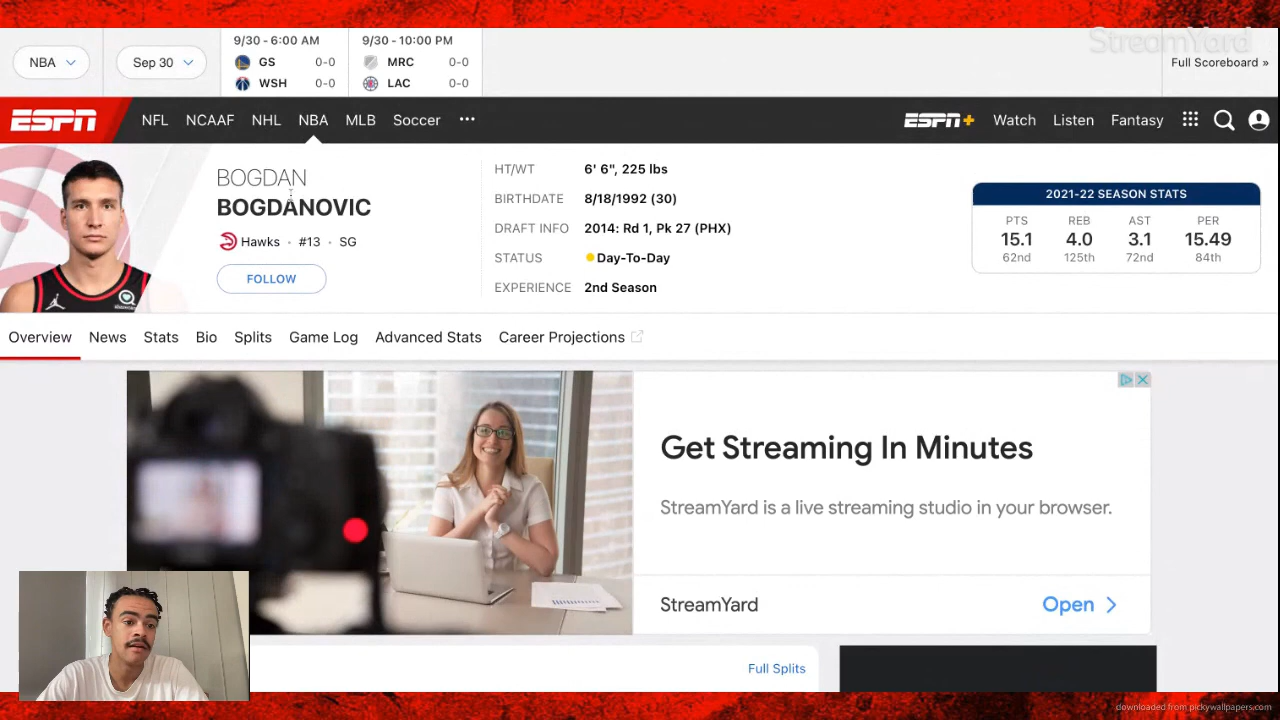 StreamYard
NBA
Sep 30
9/30 - 6:00 AM
GS 0-0
WSH 0-0
9/30 - 10:00 PM
MRC 0-0
LAC 0-0
Full Scoreboard »
ESPN NFL NCAAF NHL NBA MLB Soccer ••• ESPN+ Watch Listen Fantasy
BOGDAN
BOGDANOVIC
Hawks · #13 · SG
FOLLOW
HT/WT 6' 6", 225 lbs
BIRTHDATE 8/18/1992 (30)
DRAFT INFO 2014: Rd 1, Pk 27 (PHX)
STATUS Day-To-Day
EXPERIENCE 2nd Season
2021-22 SEASON STATS
PTS REB AST PER
15.1 4.0 3.1 15.49
62nd 125th 72nd 84th
Overview News Stats Bio Splits Game Log Advanced Stats Career Projections
Get Streaming In Minutes
StreamYard is a live streaming studio in your browser.
StreamYard Open
Full Splits
downloaded from pickywallpapers.com